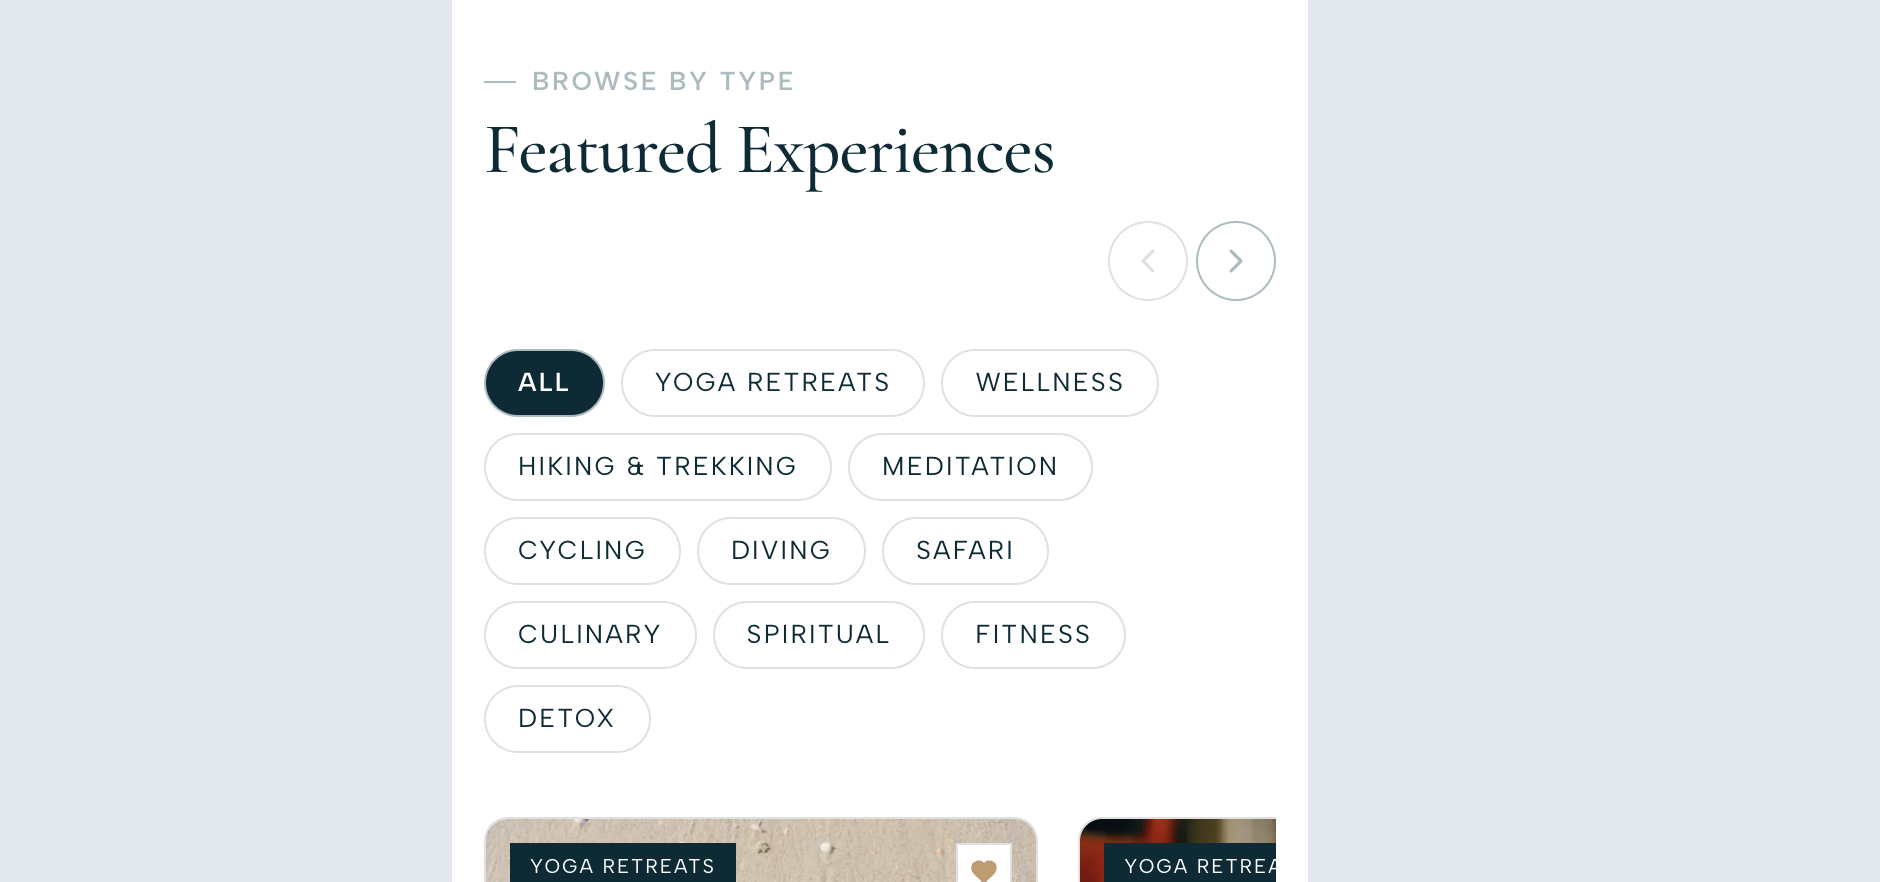 BROWSE BY TYPE
Featured Experiences
ALL
YOGA RETREATS
WELLNESS
HIKING & TREKKING
MEDITATION
CYCLING
DIVING
SAFARI
CULINARY
SPIRITUAL
FITNESS
DETOX
YOGA RETREATS
YOGA